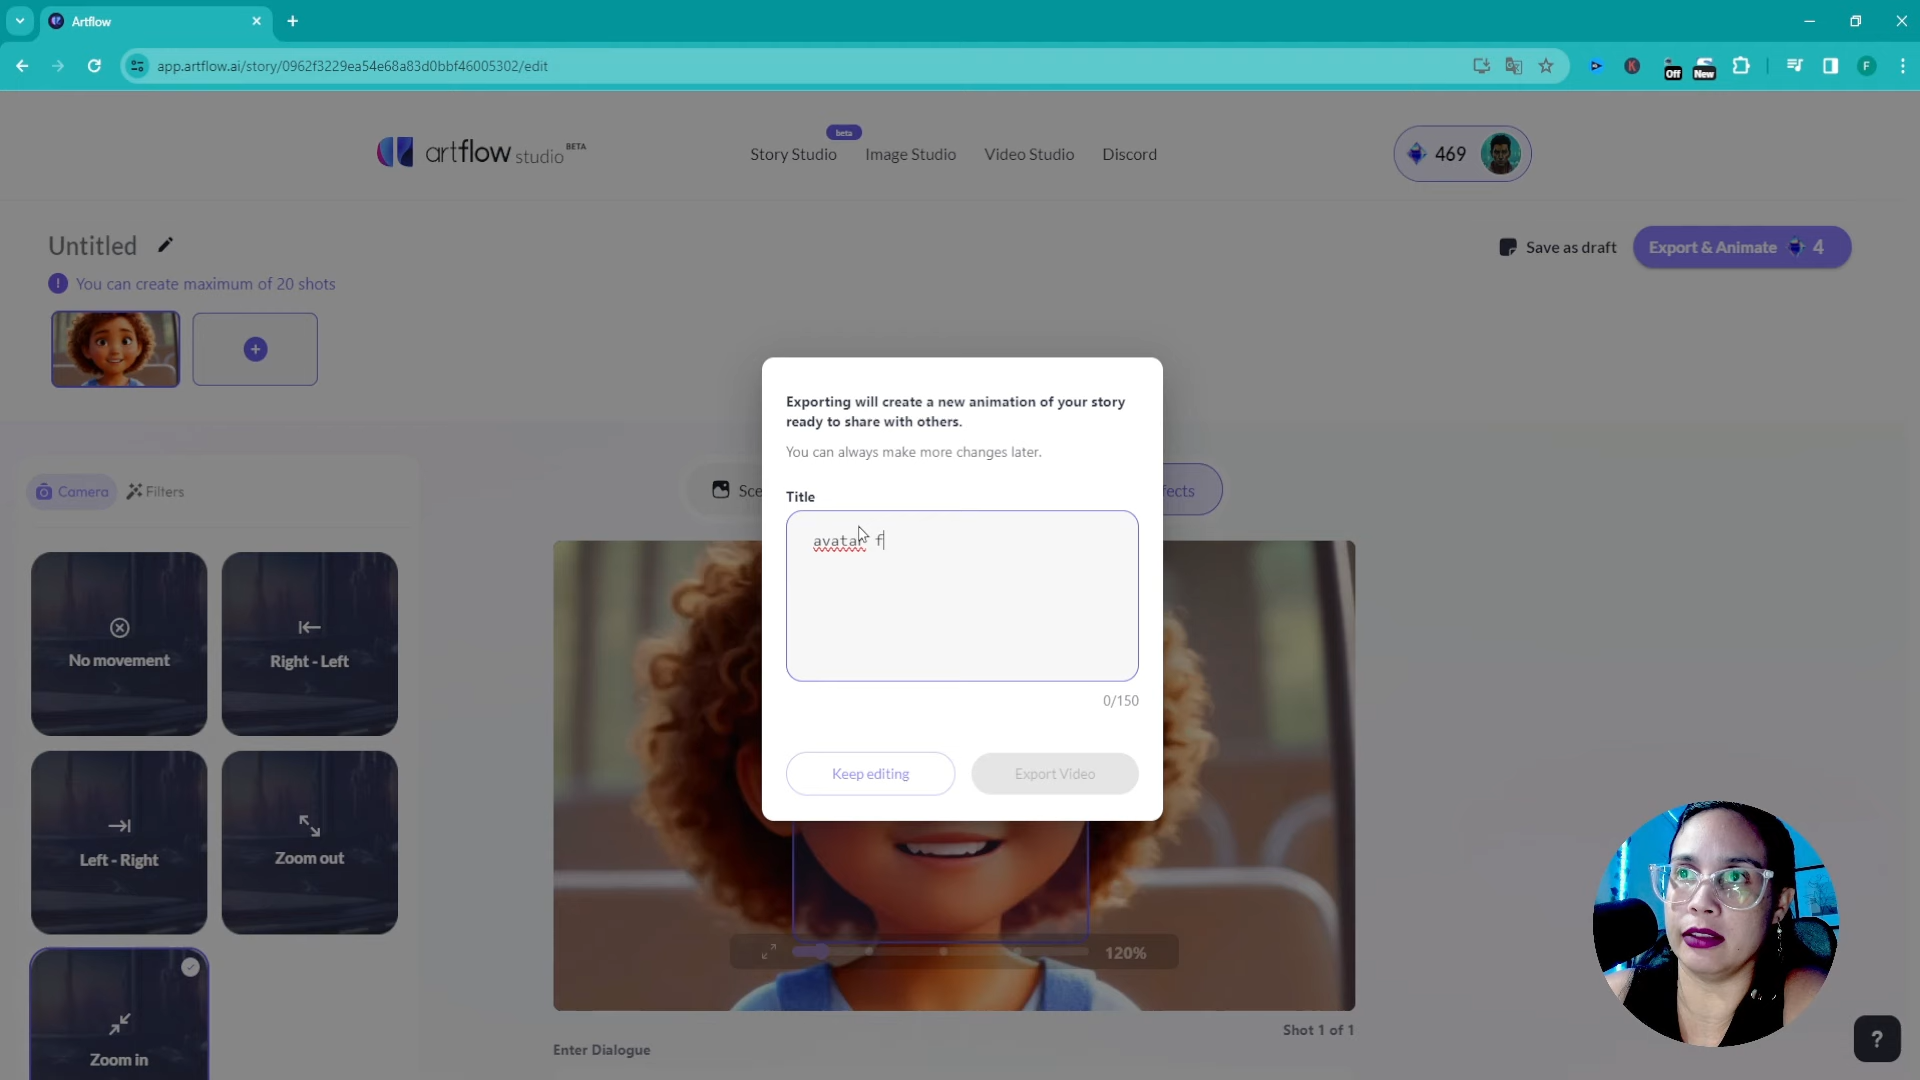 Artflow
app.artflow.ai/story/0962f3229ea54e68a83d0bbf46005302/edit
Off
New
F
artflow studio BETA
beta
Story Studio
Image Studio
Video Studio
Discord
469
Untitled
Save as draft
Export & Animate 4
You can create maximum of 20 shots
Exporting will create a new animation of your story
ready to share with others.
You can always make more changes later.
Camera
Filters
Sce
fects
Title
avatar f
0/150
No movement
Right - Left
Keep editing
Export Video
Left - Right
Zoom out
120%
Zoom in
Shot 1 of 1
Enter Dialogue
?